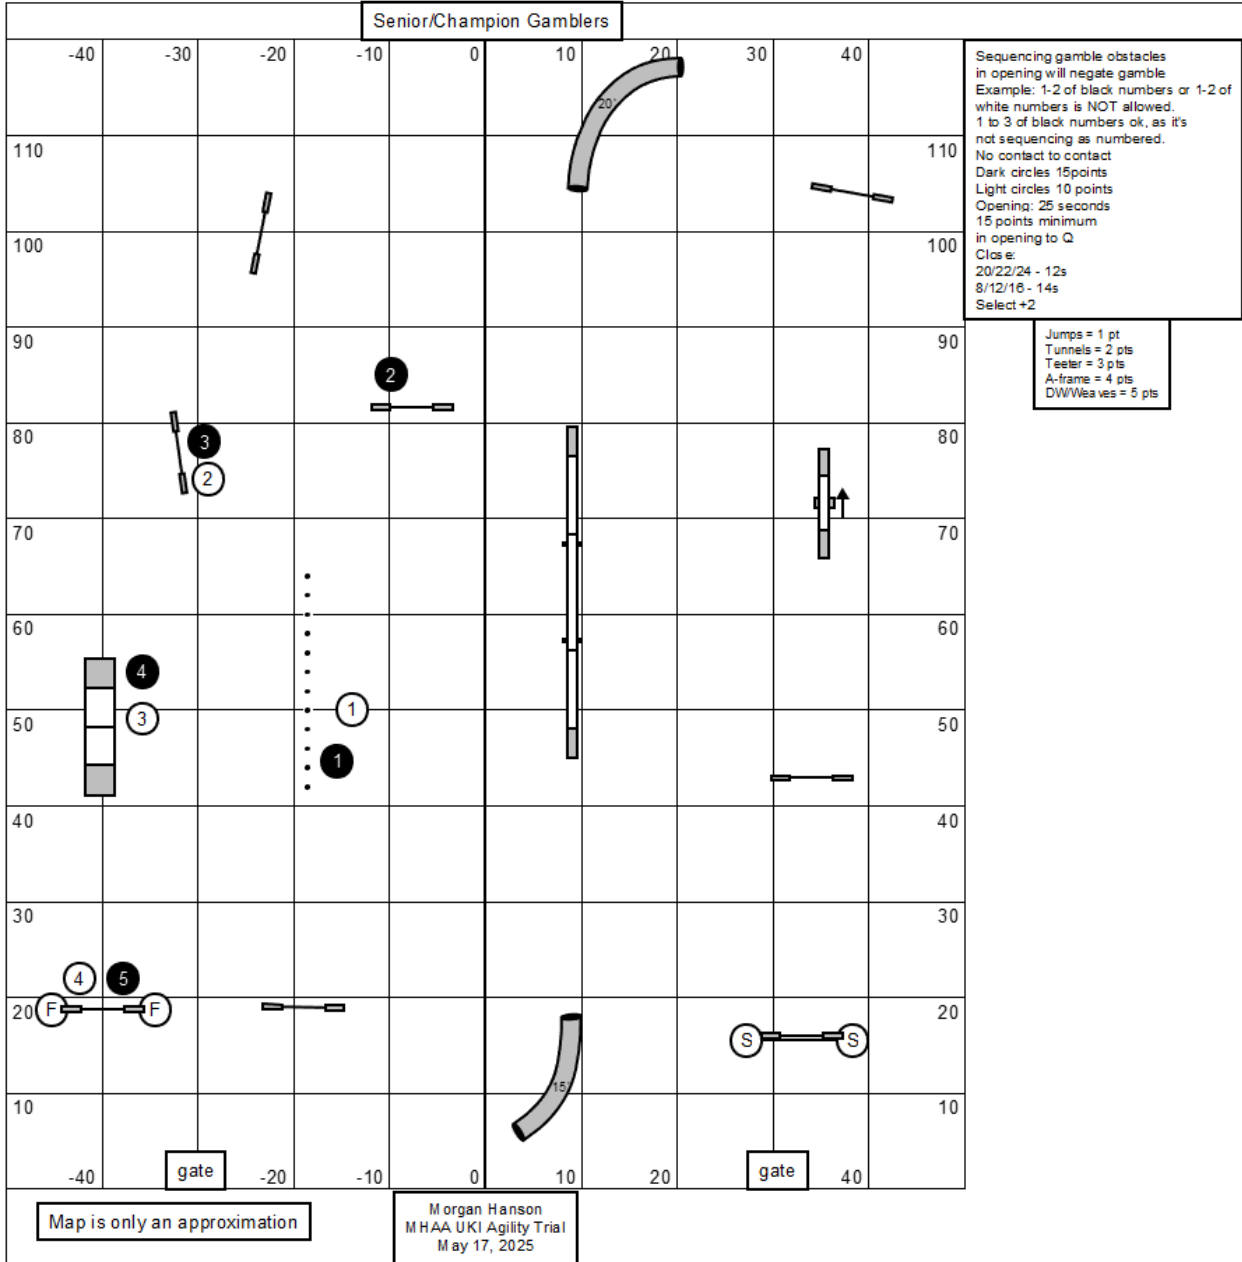 Senior/Champion Gamblers
-40 -30 -20 -10 0 10 20 30 40
Sequencing gamble obstacles
in opening will negate gamble
Example: 1-2 of black numbers or 1-2 of
white numbers is NOT allowed.
1 to 3 of black numbers ok, as it's
not sequencing as numbered.
No contact to contact
Dark circles 15points
Light circles 10 points
Opening: 25 seconds
15 points minimum
in opening to Q
Close:
20/22/24 - 12s
8/12/16 - 14s
Select +2
Jumps = 1 pt
Tunnels = 2 pts
Teeter = 3 pts
A-frame = 4 pts
DW/Weaves = 5 pts
20'
110 110
100 100
90 90
2
80 80
3
2
70 70
60 60
4
3 1
50 50
1
40 40
30 30
4 5
20 F F 20
S S
15'
10 10
-40 gate -20 -10 0 10 20 gate 40
Map is only an approximation
Morgan Hanson
MHAA UKI Agility Trial
May 17, 2025